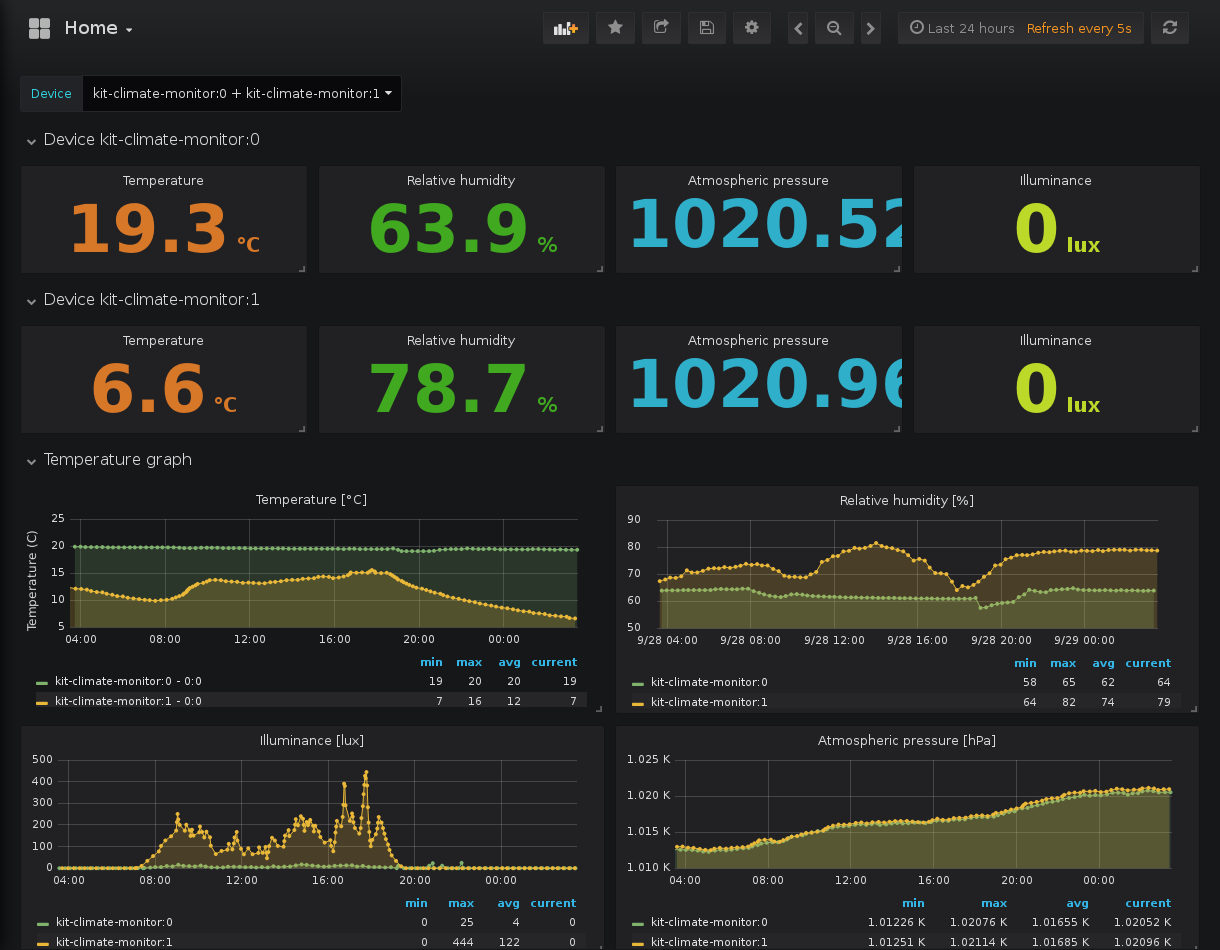 Home
Last 24 hours Refresh every 5s
Device kit-climate-monitor:0 + kit-climate-monitor:1
Device kit-climate-monitor:0
Temperature Relative humidity Atmospheric pressure Illuminance
19.3 °C 63.9 % 1020.52 0 lux
Device kit-climate-monitor:1
Temperature Relative humidity Atmospheric pressure Illuminance
6.6 °C 78.7 % 1020.96 0 lux
Temperature graph
Temperature [°C]
Temperature (C)
25
20
15
10
5
04:00 08:00 12:00 16:00 20:00 00:00
min max avg current
kit-climate-monitor:0 - 0:0 19 20 20 19
kit-climate-monitor:1 - 0:0 7 16 12 7
Relative humidity [%]
90
80
70
60
50
9/28 04:00 9/28 08:00 9/28 12:00 9/28 16:00 9/28 20:00 9/29 00:00
min max avg current
kit-climate-monitor:0 58 65 62 64
kit-climate-monitor:1 64 82 74 79
Illuminance [lux]
500
400
300
200
100
0
04:00 08:00 12:00 16:00 20:00 00:00
min max avg current
kit-climate-monitor:0 0 25 4 0
kit-climate-monitor:1 0 444 122 0
Atmospheric pressure [hPa]
1.025 K
1.020 K
1.015 K
1.010 K
04:00 08:00 12:00 16:00 20:00 00:00
min max avg current
kit-climate-monitor:0 1.01226 K 1.02076 K 1.01655 K 1.02052 K
kit-climate-monitor:1 1.01251 K 1.02114 K 1.01685 K 1.02096 K